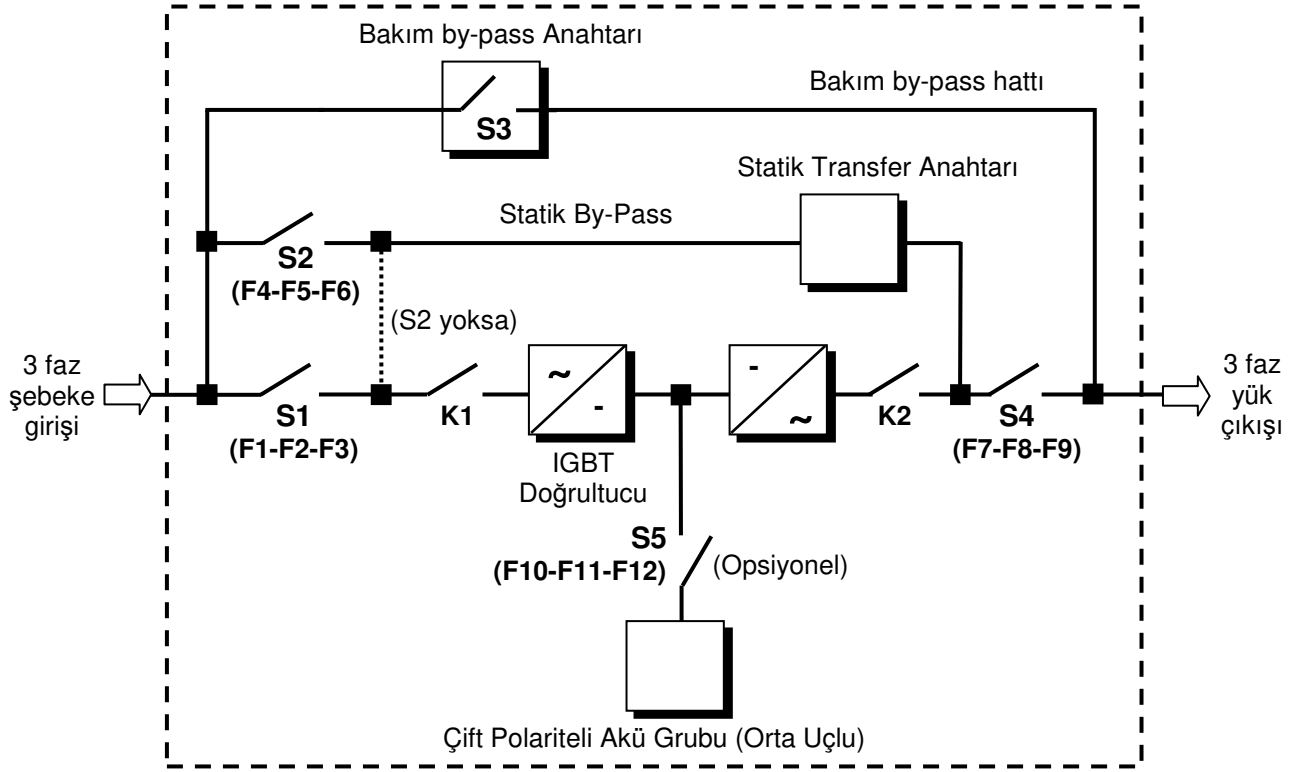 Bakım by-pass Anahtarı
Bakım by-pass hattı
S3
Statik Transfer Anahtarı
Statik By-Pass
S2
(F4-F5-F6)
(S2 yoksa)
3 faz
şebeke
girişi
S1
(F1-F2-F3)
K1
~
-
IGBT
Doğrultucu
-
~
K2
S4
(F7-F8-F9)
3 faz
yük
çıkışı
S5
(F10-F11-F12)
(Opsiyonel)
Çift Polariteli Akü Grubu (Orta Uçlu)